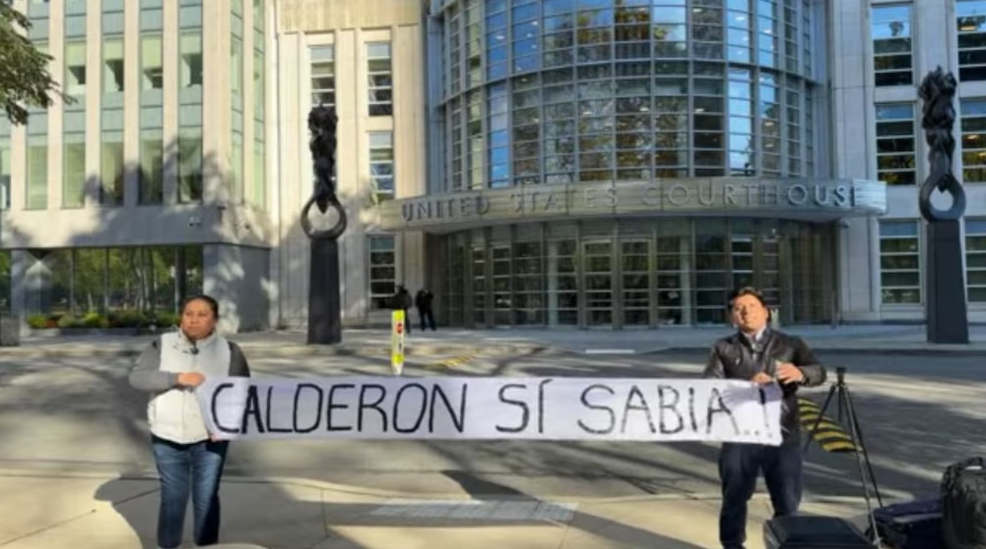 UNITED STATES COURTHOUSE
CALDERON SÍ SABIA..!